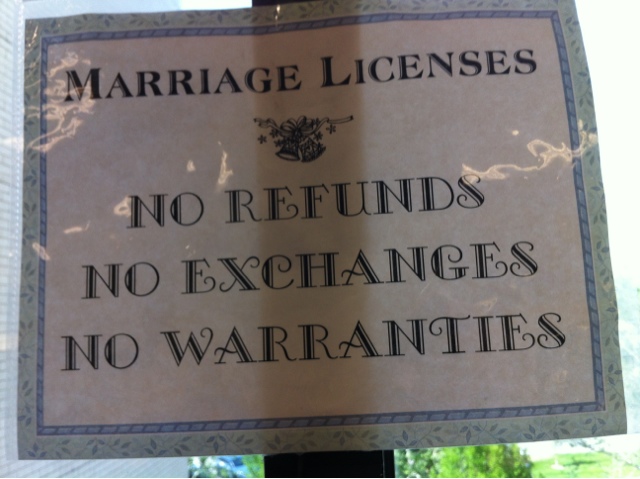 MARRIAGE LICENSES
NO REFUNDS
NO EXCHANGES
NO WARRANTIES